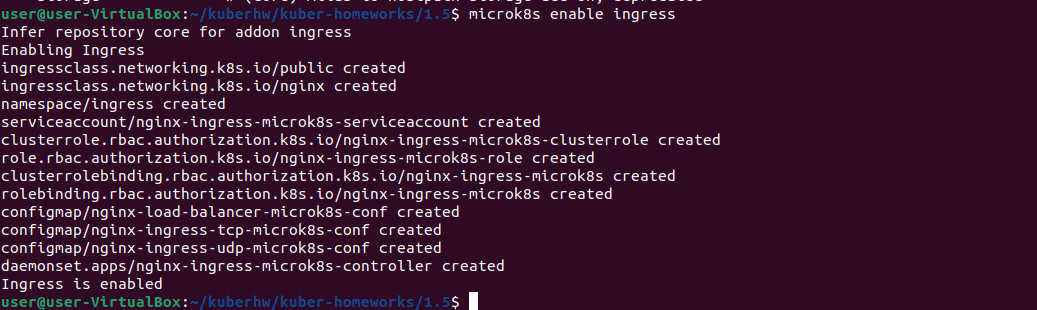 user@user-VirtualBox:~/kuberhw/kuber-homeworks/1.5$ microk8s enable ingress
Infer repository core for addon ingress
Enabling Ingress
ingressclass.networking.k8s.io/public created
ingressclass.networking.k8s.io/nginx created
namespace/ingress created
serviceaccount/nginx-ingress-microk8s-serviceaccount created
clusterrole.rbac.authorization.k8s.io/nginx-ingress-microk8s-clusterrole created
role.rbac.authorization.k8s.io/nginx-ingress-microk8s-role created
clusterrolebinding.rbac.authorization.k8s.io/nginx-ingress-microk8s created
rolebinding.rbac.authorization.k8s.io/nginx-ingress-microk8s created
configmap/nginx-load-balancer-microk8s-conf created
configmap/nginx-ingress-tcp-microk8s-conf created
configmap/nginx-ingress-udp-microk8s-conf created
daemonset.apps/nginx-ingress-microk8s-controller created
Ingress is enabled
user@user-VirtualBox:~/kuberhw/kuber-homeworks/1.5$